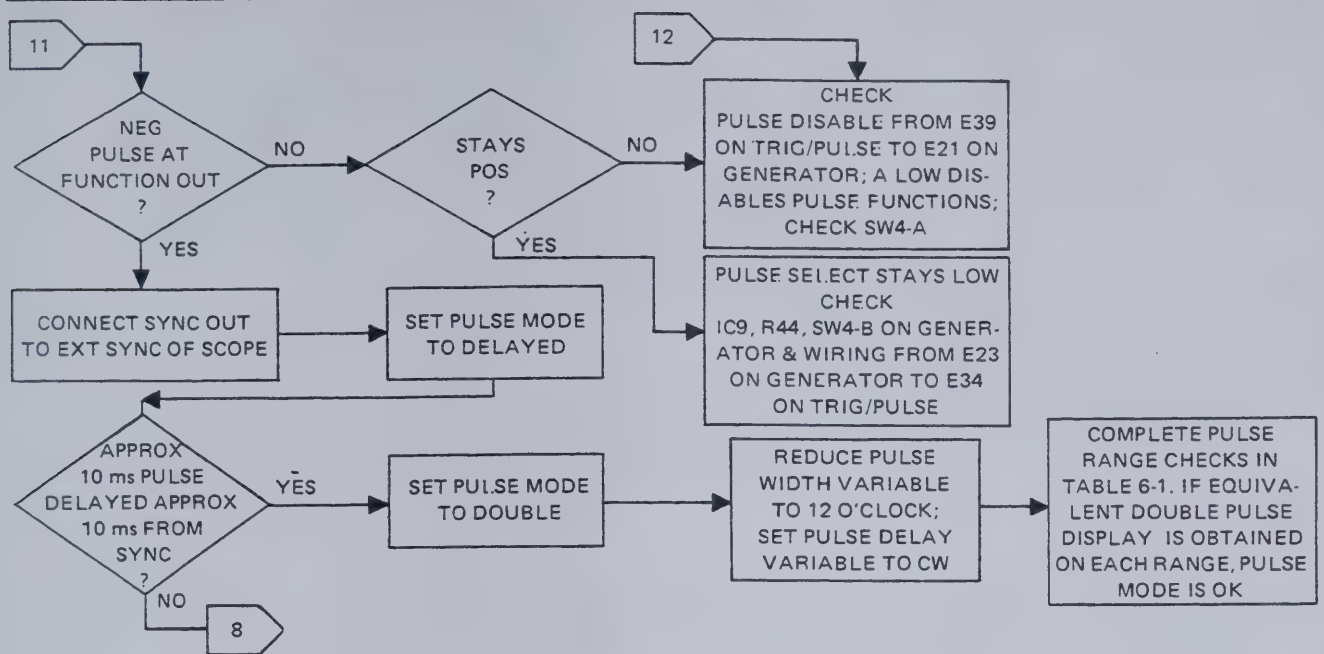 11
NEG
PULSE AT
FUNCTION OUT
?
NO
YES
STAYS
POS
?
NO
YES
12
CHECK
PULSE DISABLE FROM E39
ON TRIG/PULSE TO E21 ON
GENERATOR; A LOW DIS-
ABLES PULSE FUNCTIONS;
CHECK SW4-A
PULSE SELECT STAYS LOW
CHECK
IC9, R44, SW4-B ON GENER-
ATOR & WIRING FROM E23
ON GENERATOR TO E34
ON TRIG/PULSE
CONNECT SYNC OUT
TO EXT SYNC OF SCOPE
SET PULSE MODE
TO DELAYED
APPROX
10 ms PULSE
DELAYED APPROX
10 ms FROM
SYNC
?
YES
NO
8
SET PULSE MODE
TO DOUBLE
REDUCE PULSE
WIDTH VARIABLE
TO 12 O'CLOCK;
SET PULSE DELAY
VARIABLE TO CW
COMPLETE PULSE
RANGE CHECKS IN
TABLE 6-1. IF EQUIVA-
LENT DOUBLE PULSE
DISPLAY IS OBTAINED
ON EACH RANGE, PULSE
MODE IS OK